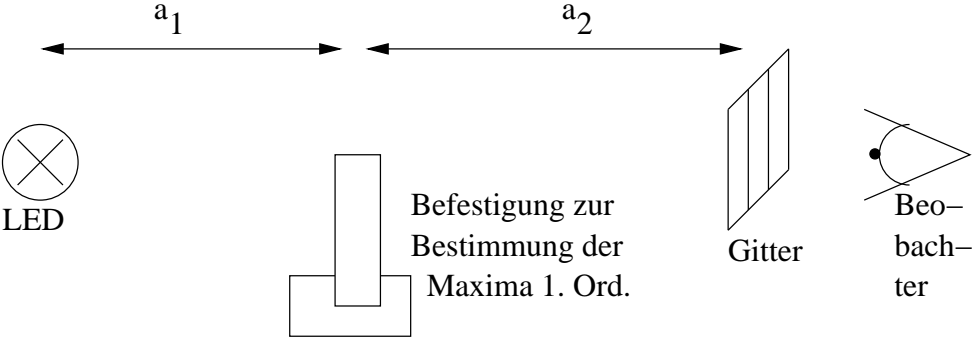 a1
a2
LED
Befestigung zur
Bestimmung der
Maxima 1. Ord.
Gitter
Beo–
bach–
ter